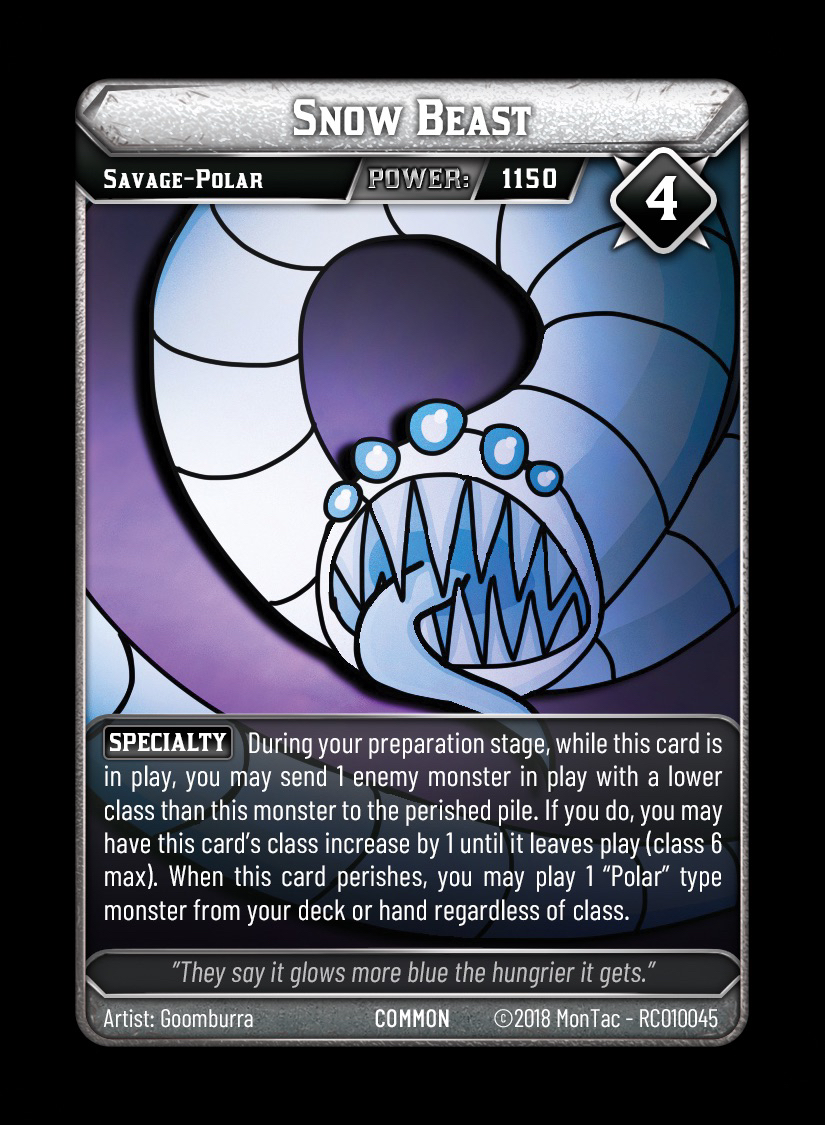 Snow Beast
Savage-Polar POWER: 1150
4
SPECIALTY During your preparation stage, while this card is
in play, you may send 1 enemy monster in play with a lower
class than this monster to the perished pile. If you do, you may
have this card's class increase by 1 until it leaves play (class 6
max). When this card perishes, you may play 1 “Polar” type
monster from your deck or hand regardless of class.
“They say it glows more blue the hungrier it gets.”
Artist: Goomburra COMMON ©2018 MonTac - RC010045